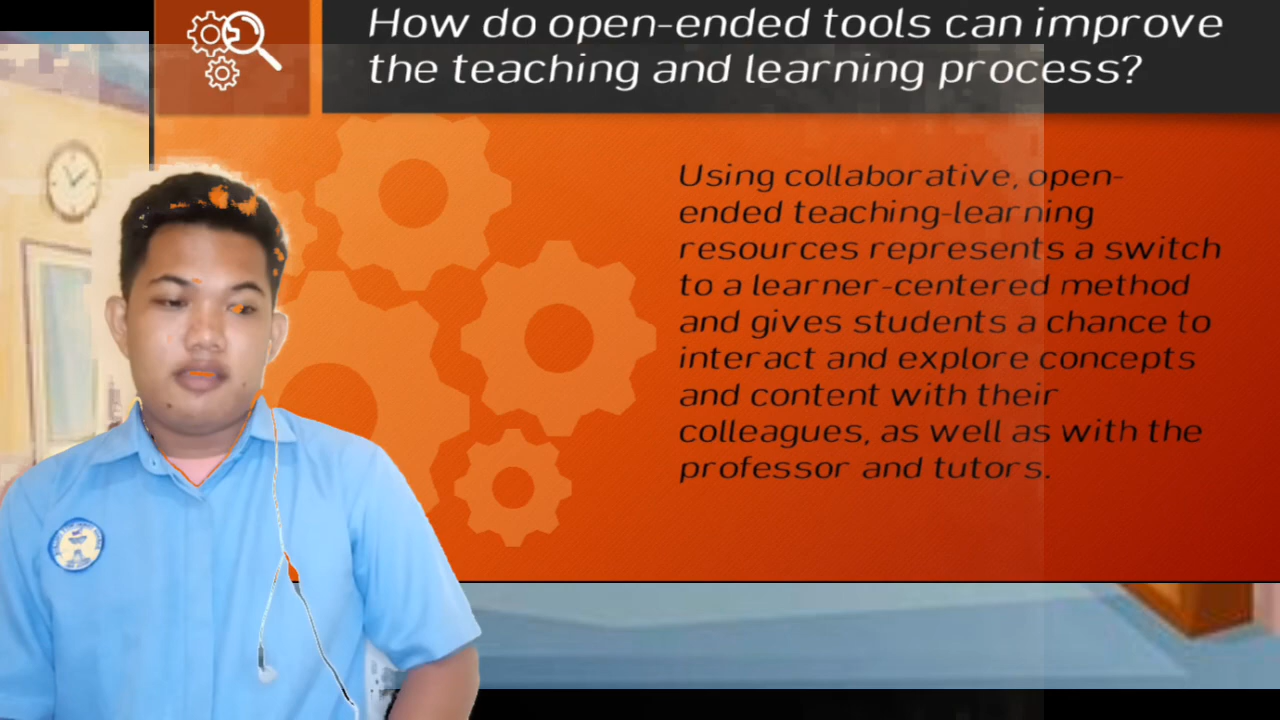 How do open-ended tools can improve
the teaching and learning process?
Using collaborative, open-
ended teaching-learning
resources represents a switch
to a learner-centered method
and gives students a chance to
interact and explore concepts
and content with their
colleagues, as well as with the
professor and tutors.